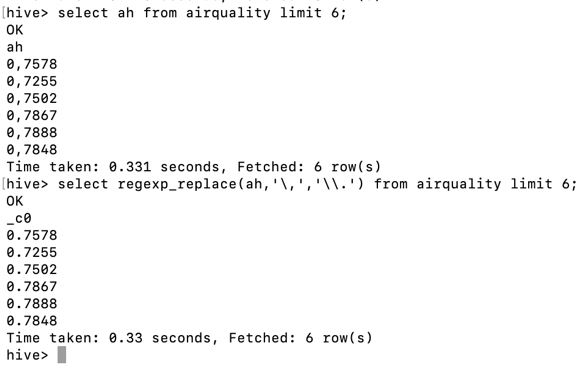 [hive> select ah from airquality limit 6;
OK
ah
0,7578
0,7255
0,7502
0,7867
0,7888
0,7848
Time taken: 0.331 seconds, Fetched: 6 row(s)
[hive> select regexp_replace(ah,'\,','\\.') from airquality limit 6;
OK
_c0
0.7578
0.7255
0.7502
0.7867
0.7888
0.7848
Time taken: 0.33 seconds, Fetched: 6 row(s)
hive>